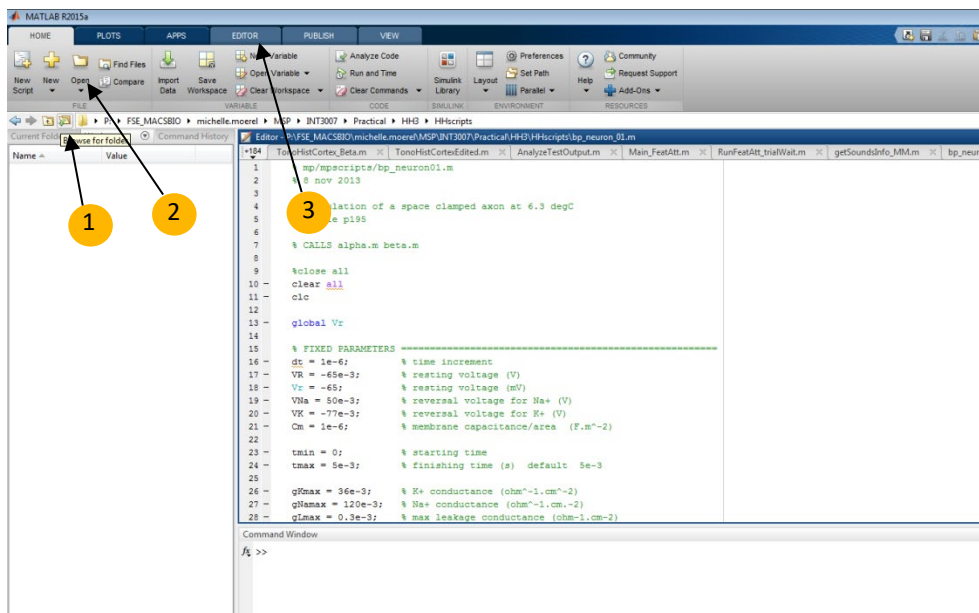 MATLAB R2015a
HOME PLOTS APPS EDITOR PUBLISH VIEW
New Script
New
Open
Find Files
Compare
Import Data
Save Workspace
Variable
Open Variable
Clear Workspace
Analyze Code
Run and Time
Clear Commands
Simulink Library
Layout
Preferences
Set Path
Parallel
Help
Community
Request Support
Add-Ons
FILE VARIABLE CODE SIMULINK ENVIRONMENT RESOURCES
P: FSE_MACSBIO michelle.moerel MSP INT3007 Practical HH3 HHscripts
Current Fold Command History
Browse for folder
Name Value
1
2
3
Editor - P:\FSE_MACSBIO\michelle.moerel\MSP\INT3007\Practical\HH3\HHscripts\bp_neuron_01.m
+184 TonoHistCortex_Beta.m TonoHistCortexEdited.m AnalyzeTestOutput.m Main_FeatAtt.m RunFeatAtt_trialWait.m getSoundsInfo_MM.m bp_neur
1 mp/mpscripts/bp_neuron01.m
2 % 8 nov 2013
3
4 lation of a space clamped axon at 6.3 degC
5 e p195
6
7 % CALLS alpha.m beta.m
8
9 %close all
10 - clear all
11 - clc
12
13 - global Vr
14
15 % FIXED PARAMETERS ==========================================================
16 - dt = 1e-6; % time increment
17 - VR = -65e-3; % resting voltage (V)
18 - Vr = -65; % resting voltage (mV)
19 - VNa = 50e-3; % reversal voltage for Na+ (V)
20 - VK = -77e-3; % reversal voltage for K+ (V)
21 - Cm = 1e-6; % membrane capacitance/area (F.m^-2)
22
23 - tmin = 0; % starting time
24 - tmax = 5e-3; % finishing time (s) default 5e-3
25
26 - gKmax = 36e-3; % K+ conductance (ohm^-1.cm^-2)
27 - gNamax = 120e-3; % Na+ conductance (ohm^-1.cm.-2)
28 - gLmax = 0.3e-3; % max leakage conductance (ohm-1.cm-2)
Command Window
fx >>